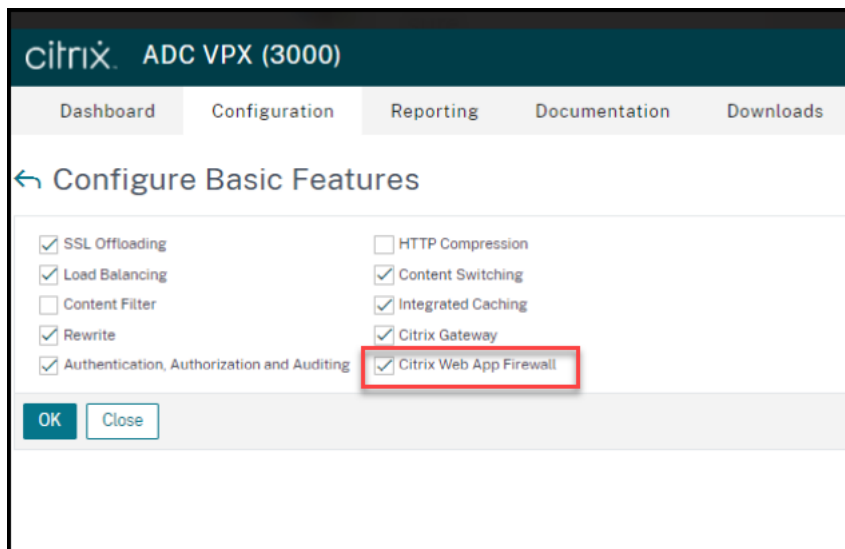 citrix. ADC VPX (3000)
Dashboard Configuration Reporting Documentation Downloads
Configure Basic Features
SSL Offloading HTTP Compression
Load Balancing Content Switching
Content Filter Integrated Caching
Rewrite Citrix Gateway
Authentication, Authorization and Auditing Citrix Web App Firewall
OK Close